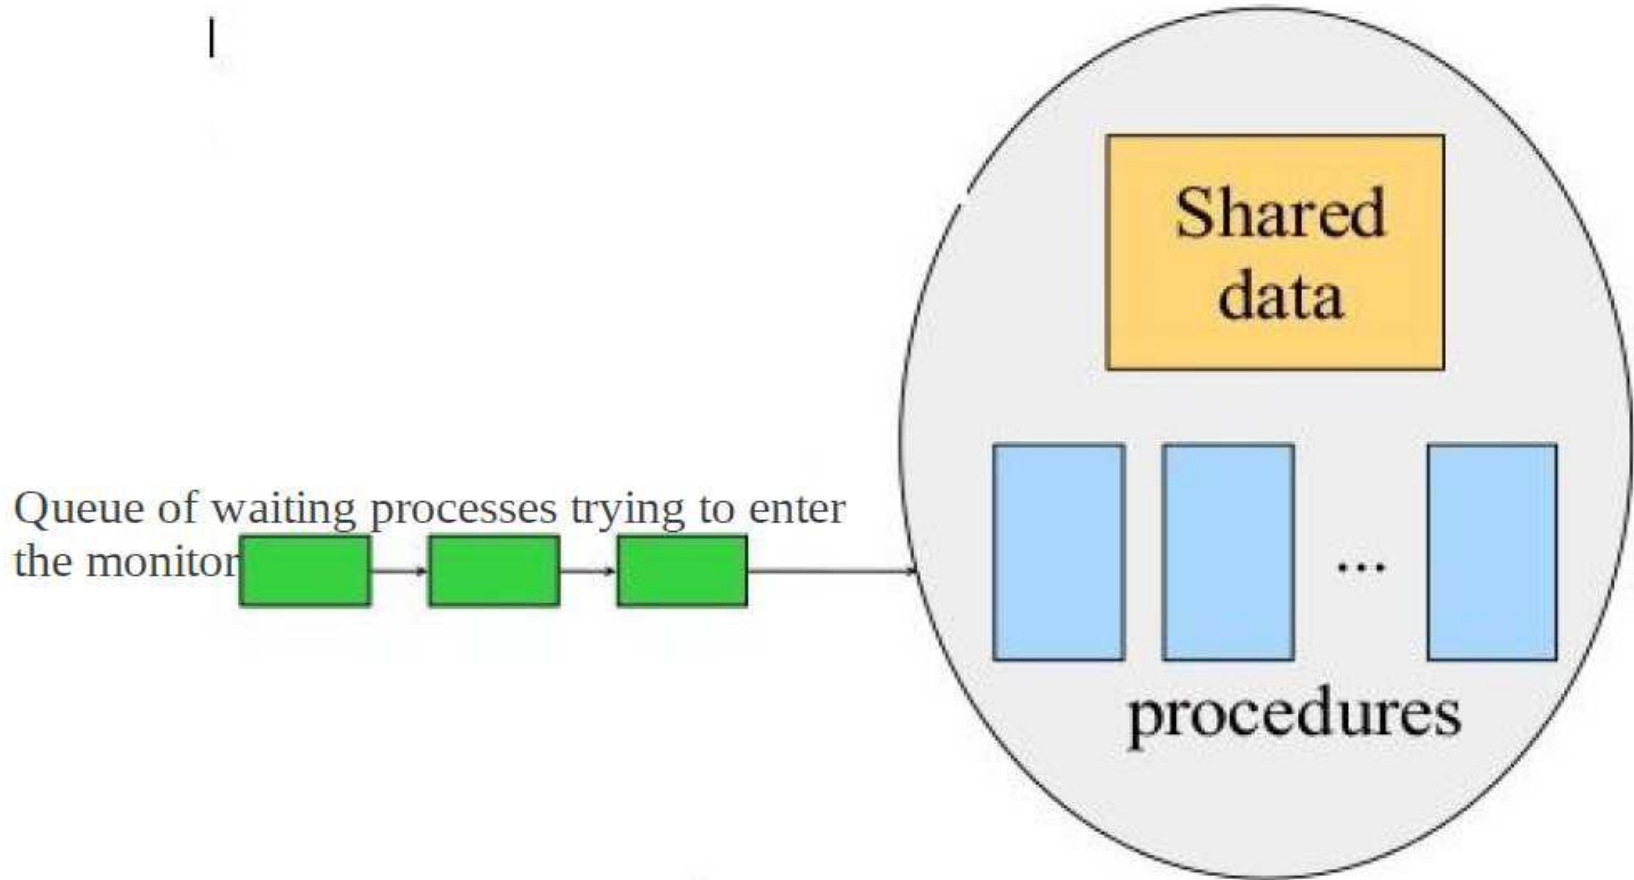 Shared
data
Queue of waiting processes trying to enter
the monitor
...
procedures